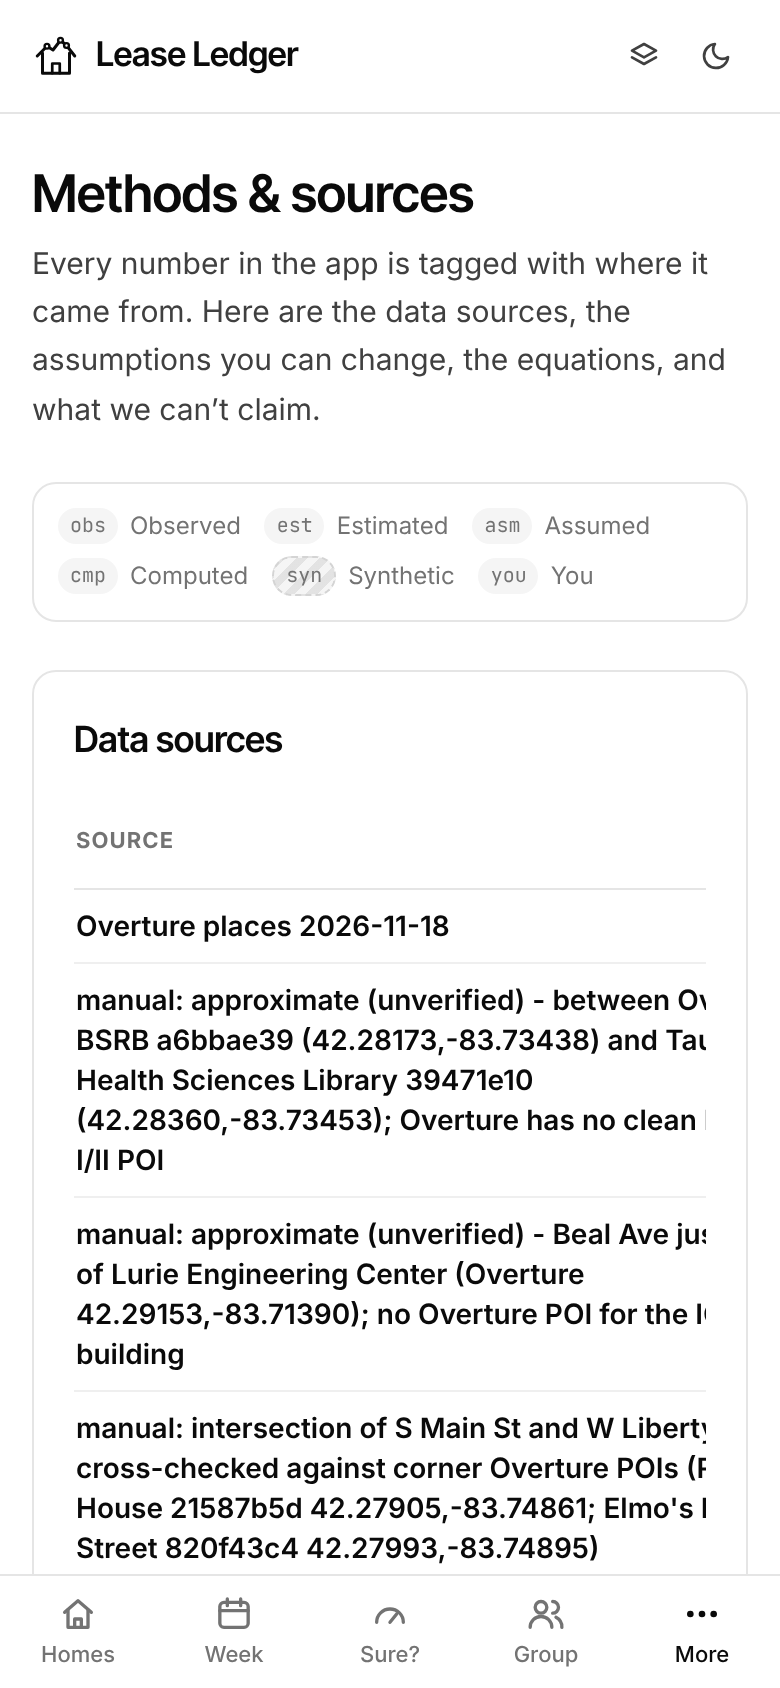 Lease Ledger
Methods & sources
Every number in the app is tagged with where it
came from. Here are the data sources, the
assumptions you can change, the equations, and
what we can’t claim.
obs Observed est Estimated asm Assumed
cmp Computed syn Synthetic you You
Data sources
SOURCE
Overture places 2026-11-18
manual: approximate (unverified) - between
BSRB a6bbae39 (42.28173,-83.73438) and
Health Sciences Library 39471e10
(42.28360,-83.73453); Overture has no clean
I/II POI
manual: approximate (unverified) - Beal Ave
of Lurie Engineering Center (Overture
42.29153,-83.71390); no Overture POI for the
building
manual: intersection of S Main St and W Liberty
cross-checked against corner Overture POIs
House 21587b5d 42.27905,-83.74861; Elmo's
Street 820f43c4 42.27993,-83.74895)
Homes Week Sure? Group More